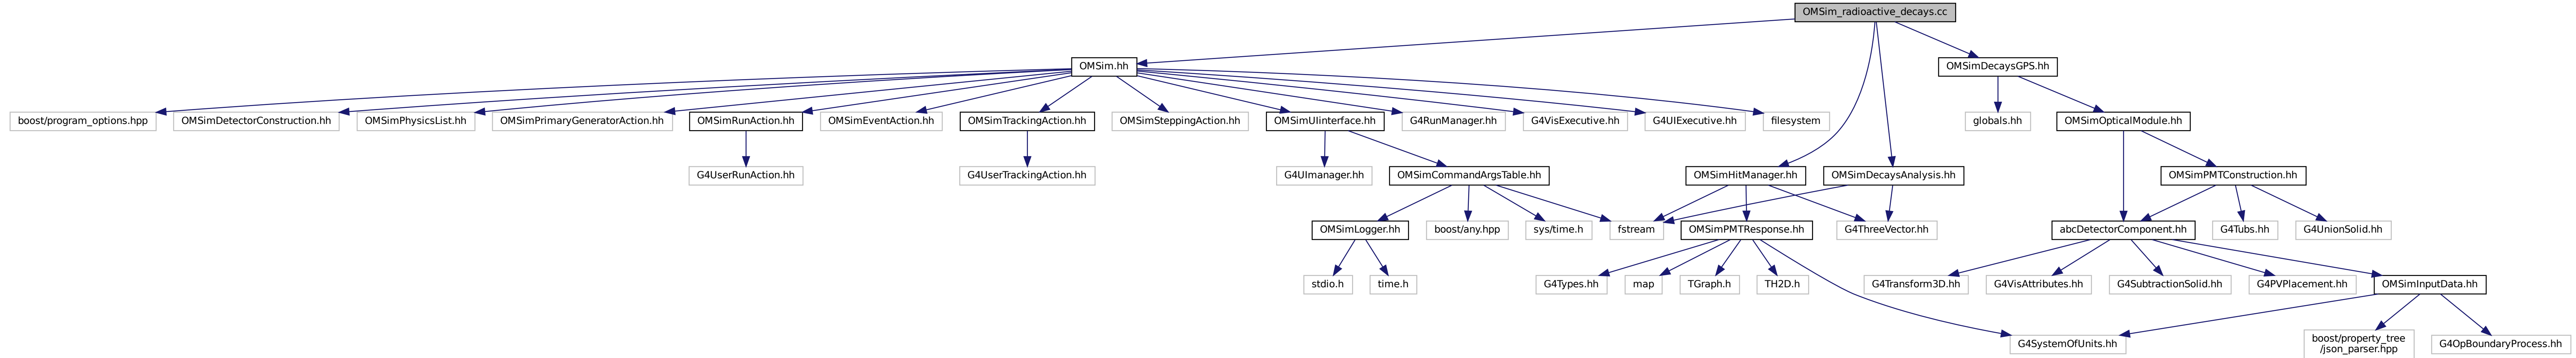 OMSim_radioactive_decays.cc
OMSim.hh
OMSimDecaysGPS.hh
boost/program_options.hpp
OMSimDetectorConstruction.hh
OMSimPhysicsList.hh
OMSimPrimaryGeneratorAction.hh
OMSimRunAction.hh
OMSimEventAction.hh
OMSimTrackingAction.hh
OMSimSteppingAction.hh
OMSimUIinterface.hh
G4RunManager.hh
G4VisExecutive.hh
G4UIExecutive.hh
filesystem
globals.hh
OMSimOpticalModule.hh
G4UserRunAction.hh
G4UserTrackingAction.hh
G4UImanager.hh
OMSimCommandArgsTable.hh
OMSimHitManager.hh
OMSimDecaysAnalysis.hh
OMSimPMTConstruction.hh
OMSimLogger.hh
boost/any.hpp
sys/time.h
fstream
OMSimPMTResponse.hh
G4ThreeVector.hh
abcDetectorComponent.hh
G4Tubs.hh
G4UnionSolid.hh
stdio.h
time.h
G4Types.hh
map
TGraph.h
TH2D.h
G4Transform3D.hh
G4VisAttributes.hh
G4SubtractionSolid.hh
G4PVPlacement.hh
OMSimInputData.hh
G4SystemOfUnits.hh
boost/property_tree
/json_parser.hpp
G4OpBoundaryProcess.hh